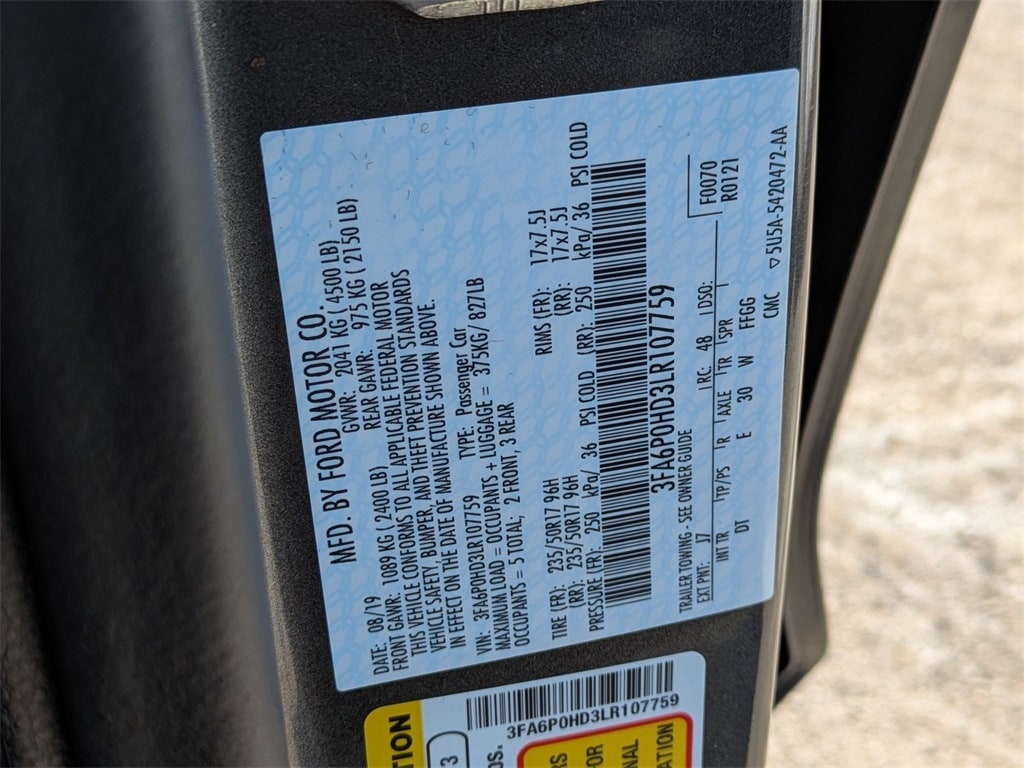 MFD. BY FORD MOTOR CO.
DATE: 08/19 GVWR: 2041 KG ( 4500 LB)
FRONT GAWR: 1089 KG ( 2400 LB) REAR GAWR: 975 KG ( 2150 LB)
THIS VEHICLE CONFORMS TO ALL APPLICABLE FEDERAL MOTOR
VEHICLE SAFETY, BUMPER, AND THEFT PREVENTION STANDARDS
IN EFFECT ON THE DATE OF MANUFACTURE SHOWN ABOVE.
VIN: 3FA6P0HD3LR107759 TYPE: Passenger Car
MAXIMUM LOAD = OCCUPANTS + LUGGAGE = 375KG/ 827LB
OCCUPANTS = 5 TOTAL; 2 FRONT, 3 REAR
TIRE (FR): 235/50R17 96H RIMS (FR): 17x7.5J
(RR): 235/50R17 96H (RR): 17x7.5J
PRESSURE (FR): 250 kPa/ 36 PSI COLD (RR): 250 kPa/ 36 PSI COLD
3FA6P0HD3LR107759
TRAILER TOWING - SEE OWNER GUIDE
F0070
R0121
EXT PNT: J7 RC: 48 DSO:
INT TR TP/PS R AXLE TR SPR
DT E 30 W FFGG
CMC ▽5U5A-5420472-AA
3FA6P0HD3LR107759
3